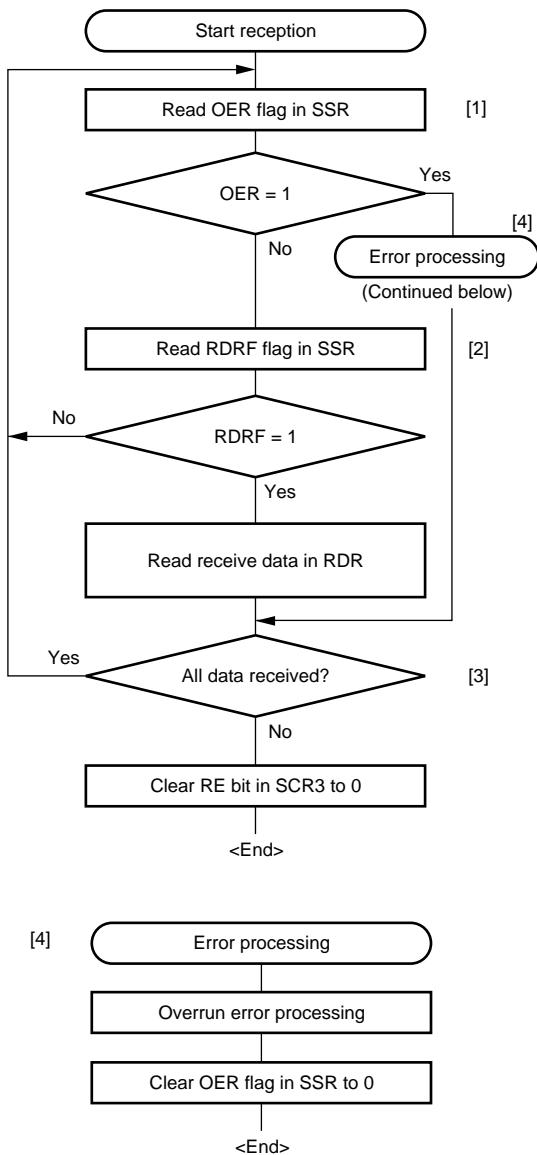 Start reception
Read OER flag in SSR
[1]
OER = 1
Yes
[4]
No
Error processing
(Continued below)
Read RDRF flag in SSR
[2]
No
RDRF = 1
Yes
Read receive data in RDR
Yes
All data received?
[3]
No
Clear RE bit in SCR3 to 0
<End>
[4]
Error processing
Overrun error processing
Clear OER flag in SSR to 0
<End>